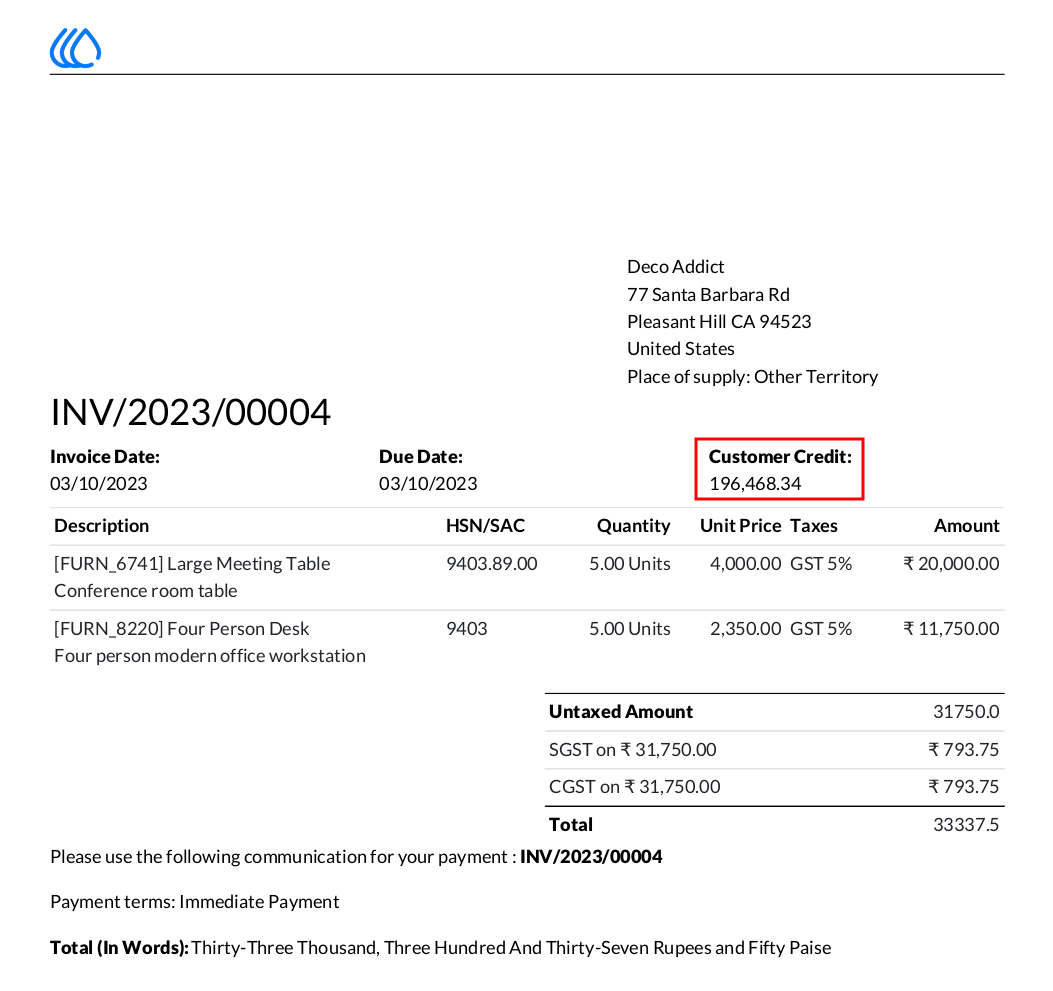 Deco Addict
77 Santa Barbara Rd
Pleasant Hill CA 94523
United States
Place of supply: Other Territory
INV/2023/00004
Invoice Date: Due Date: Customer Credit:
03/10/2023 03/10/2023 196,468.34
Description HSN/SAC Quantity Unit Price Taxes Amount
[FURN_6741] Large Meeting Table 9403.89.00 5.00 Units 4,000.00 GST 5% ₹ 20,000.00
Conference room table
[FURN_8220] Four Person Desk 9403 5.00 Units 2,350.00 GST 5% ₹ 11,750.00
Four person modern office workstation
Untaxed Amount 31750.0
SGST on ₹ 31,750.00 ₹ 793.75
CGST on ₹ 31,750.00 ₹ 793.75
Total 33337.5
Please use the following communication for your payment : INV/2023/00004
Payment terms: Immediate Payment
Total (In Words): Thirty-Three Thousand, Three Hundred And Thirty-Seven Rupees and Fifty Paise